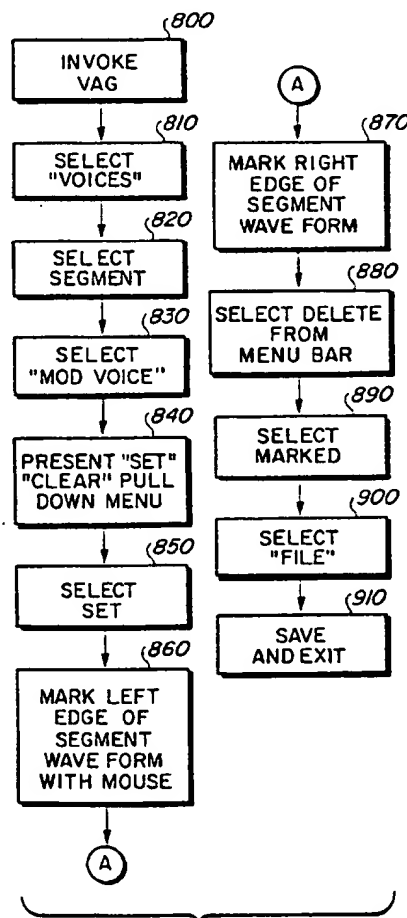 800
INVOKE
VAG
810
SELECT
"VOICES"
820
SELECT
SEGMENT
830
SELECT
"MOD VOICE"
840
PRESENT "SET"
"CLEAR" PULL
DOWN MENU
850
SELECT
SET
860
MARK LEFT
EDGE OF
SEGMENT
WAVE FORM
WITH MOUSE
A
A
870
MARK RIGHT
EDGE OF
SEGMENT
WAVE FORM
880
SELECT DELETE
FROM
MENU BAR
890
SELECT
MARKED
900
SELECT
"FILE"
910
SAVE
AND EXIT